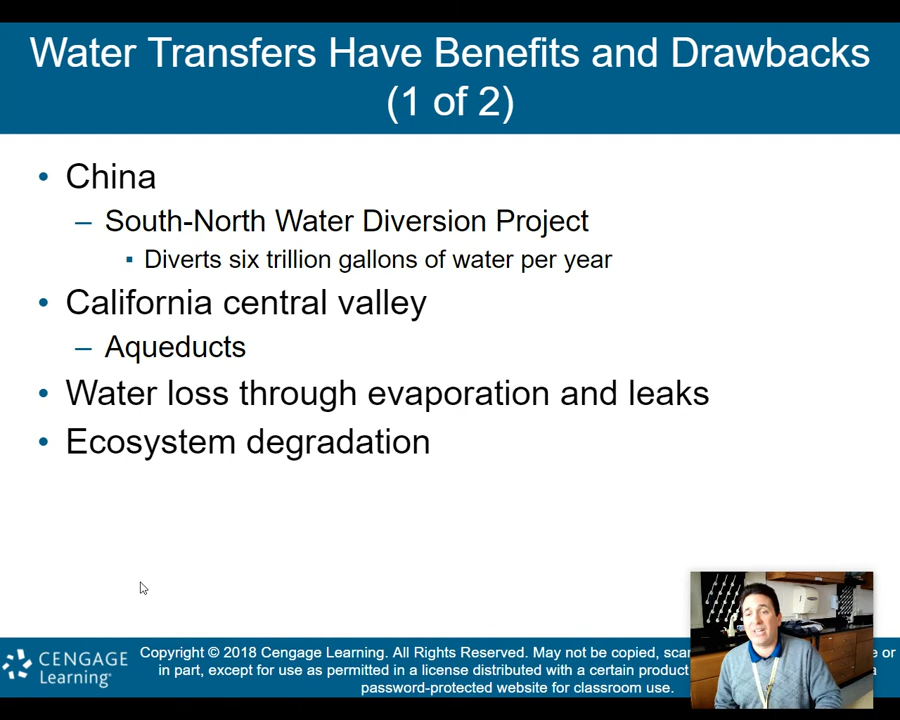 Water Transfers Have Benefits and Drawbacks
(1 of 2)
• China
– South-North Water Diversion Project
▪ Diverts six trillion gallons of water per year
• California central valley
– Aqueducts
• Water loss through evaporation and leaks
• Ecosystem degradation
CENGAGE
Learning™
Copyright © 2018 Cengage Learning. All Rights Reserved. May not be copied, or
in part, except for use as permitted in a license distributed with a certain product a
password-protected website for classroom use.